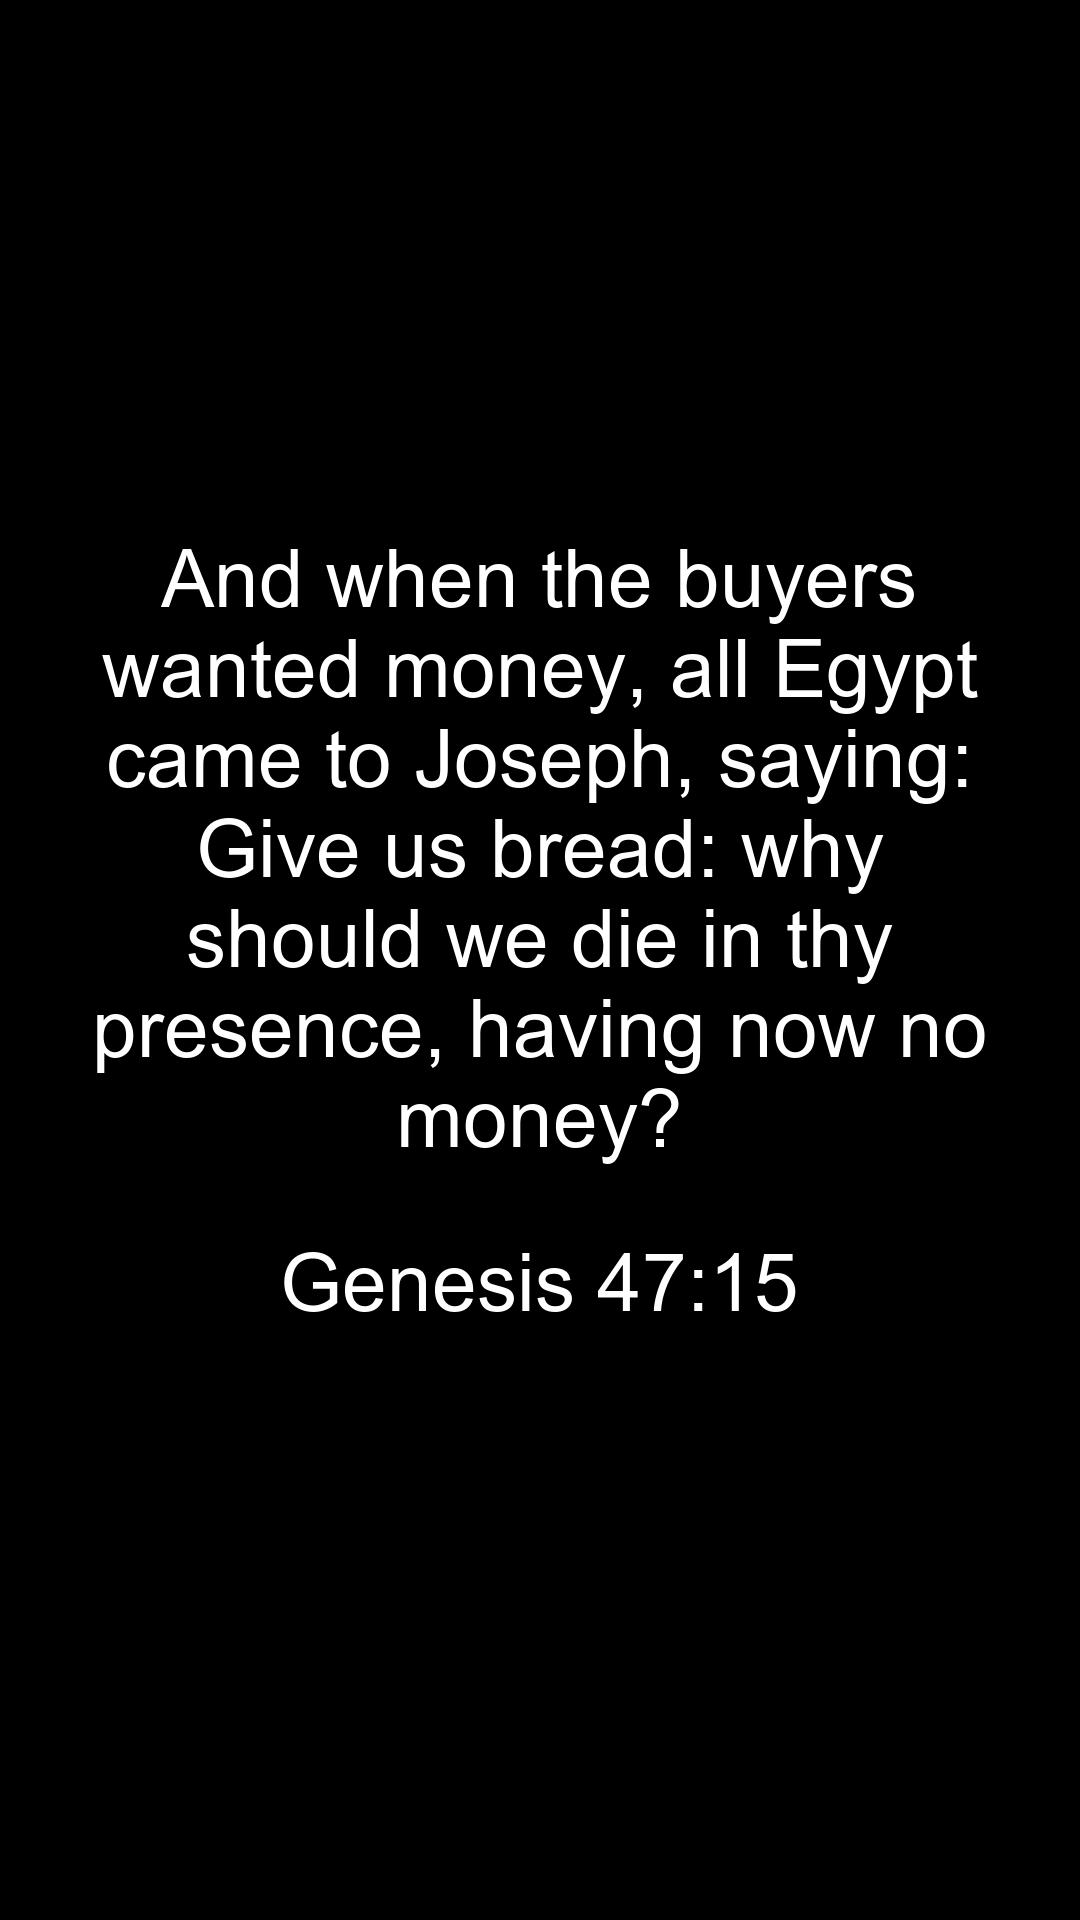 And when the buyers
wanted money, all Egypt
came to Joseph, saying:
Give us bread: why
should we die in thy
presence, having now no
money?
Genesis 47:15